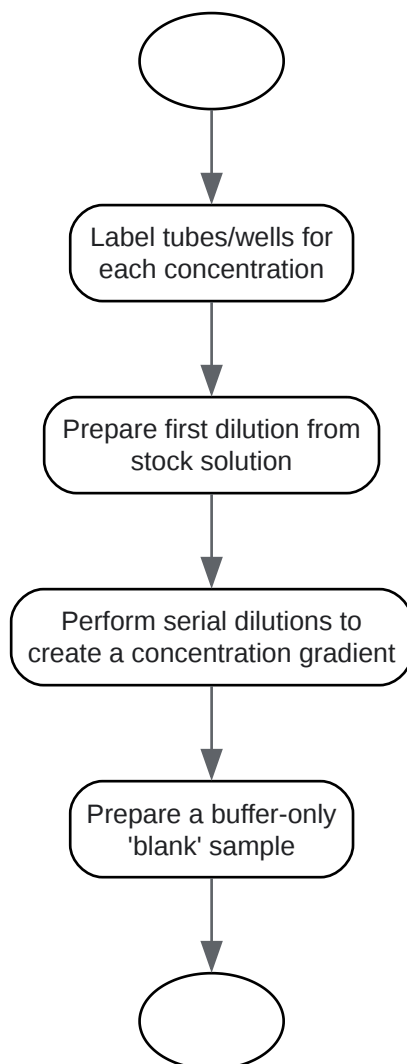 Label tubes/wells for
each concentration
Prepare first dilution from
stock solution
Perform serial dilutions to
create a concentration gradient
Prepare a buffer-only
'blank' sample